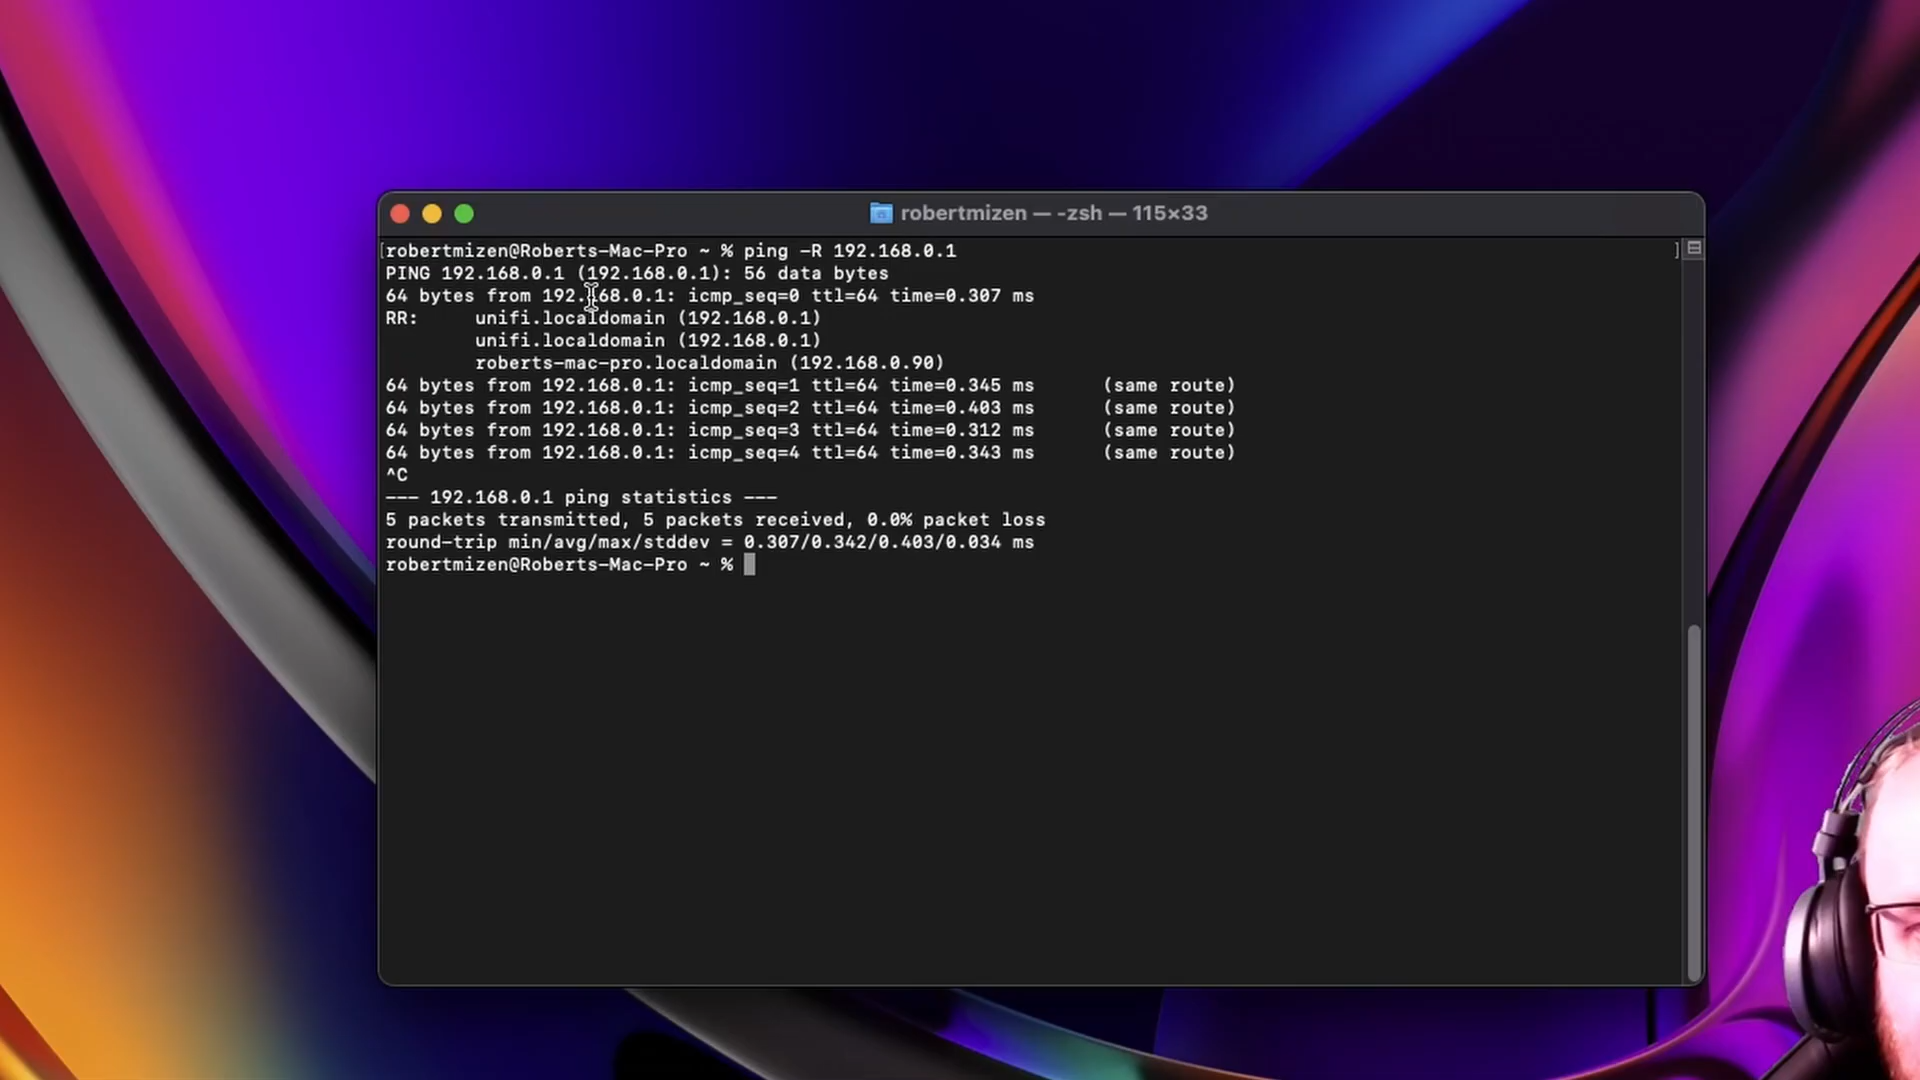 robertmizen — -zsh — 115×33
[robertmizen@Roberts-Mac-Pro ~ % ping -R 192.168.0.1 ]
PING 192.168.0.1 (192.168.0.1): 56 data bytes
64 bytes from 192.168.0.1: icmp_seq=0 ttl=64 time=0.307 ms
RR:     unifi.localdomain (192.168.0.1)
        unifi.localdomain (192.168.0.1)
        roberts-mac-pro.localdomain (192.168.0.90)
64 bytes from 192.168.0.1: icmp_seq=1 ttl=64 time=0.345 ms      (same route)
64 bytes from 192.168.0.1: icmp_seq=2 ttl=64 time=0.403 ms      (same route)
64 bytes from 192.168.0.1: icmp_seq=3 ttl=64 time=0.312 ms      (same route)
64 bytes from 192.168.0.1: icmp_seq=4 ttl=64 time=0.343 ms      (same route)
^C
--- 192.168.0.1 ping statistics ---
5 packets transmitted, 5 packets received, 0.0% packet loss
round-trip min/avg/max/stddev = 0.307/0.342/0.403/0.034 ms
robertmizen@Roberts-Mac-Pro ~ %